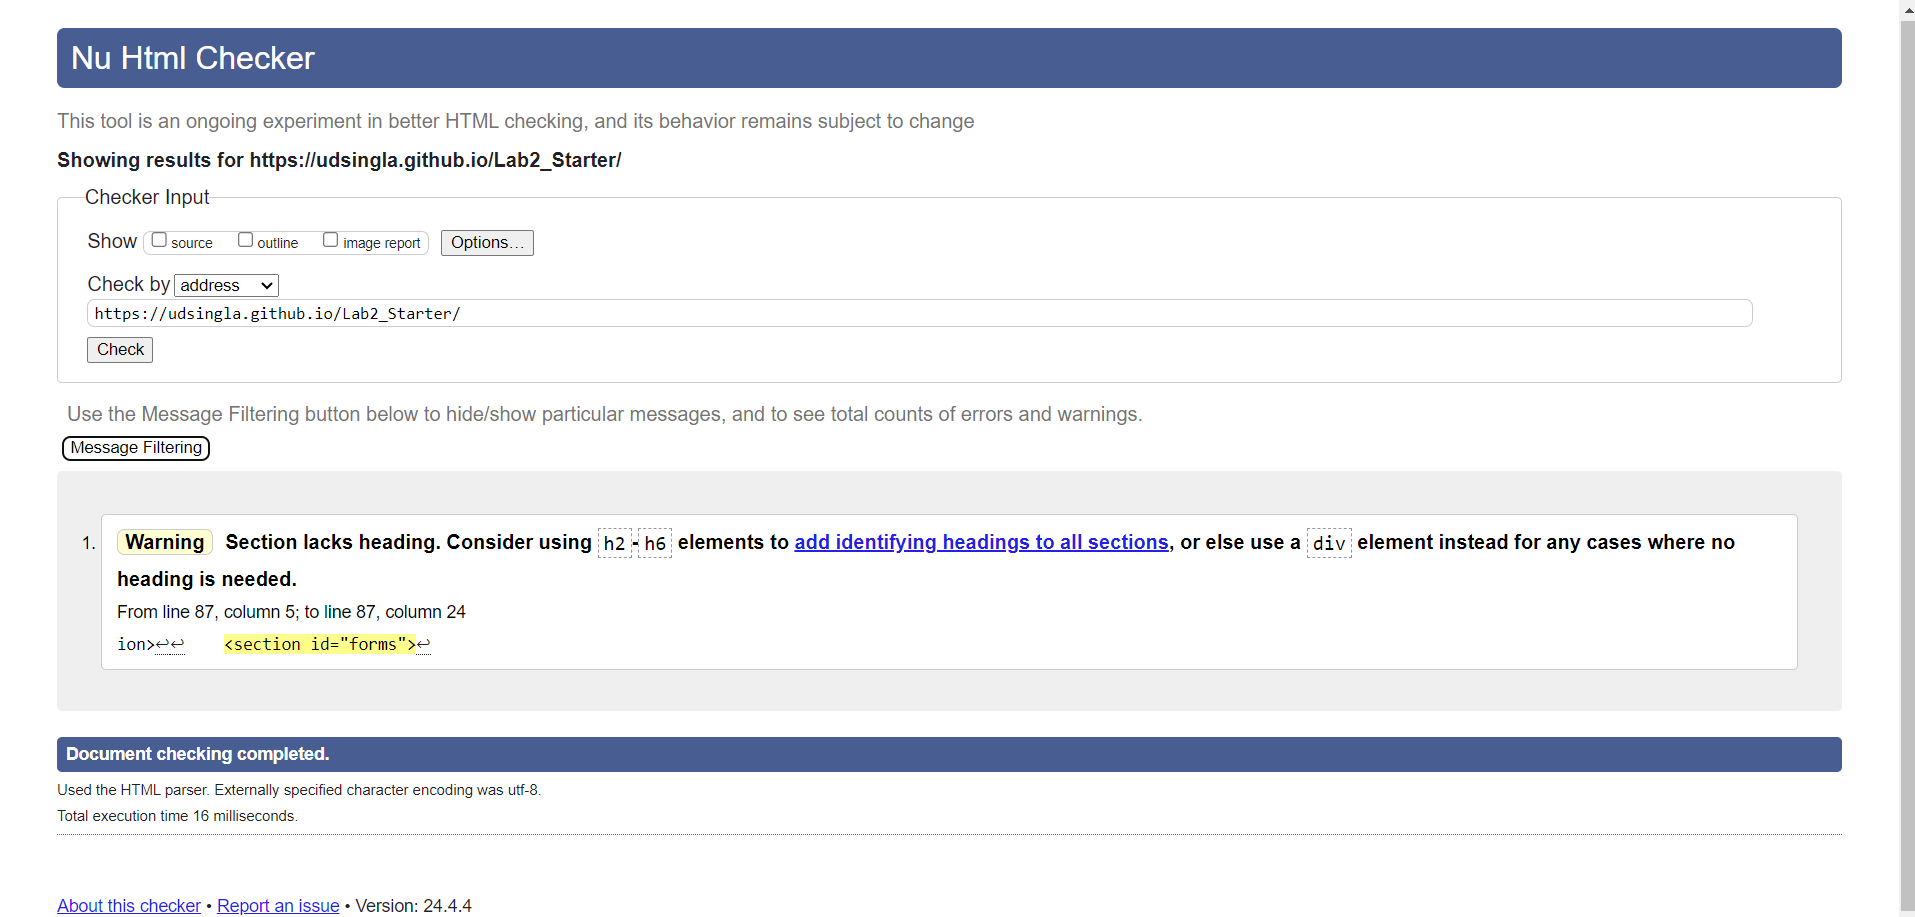 Nu Html Checker
This tool is an ongoing experiment in better HTML checking, and its behavior remains subject to change
Showing results for https://udsingla.github.io/Lab2_Starter/
Checker Input
Show source outline image report Options...
Check by address
https://udsingla.github.io/Lab2_Starter/
Check
Use the Message Filtering button below to hide/show particular messages, and to see total counts of errors and warnings.
Message Filtering
1. Warning Section lacks heading. Consider using h2-h6 elements to add identifying headings to all sections, or else use a div element instead for any cases where no
heading is needed.
From line 87, column 5; to line 87, column 24
ion>↩↩ <section id="forms">↩
Document checking completed.
Used the HTML parser. Externally specified character encoding was utf-8.
Total execution time 16 milliseconds.
About this checker • Report an issue • Version: 24.4.4